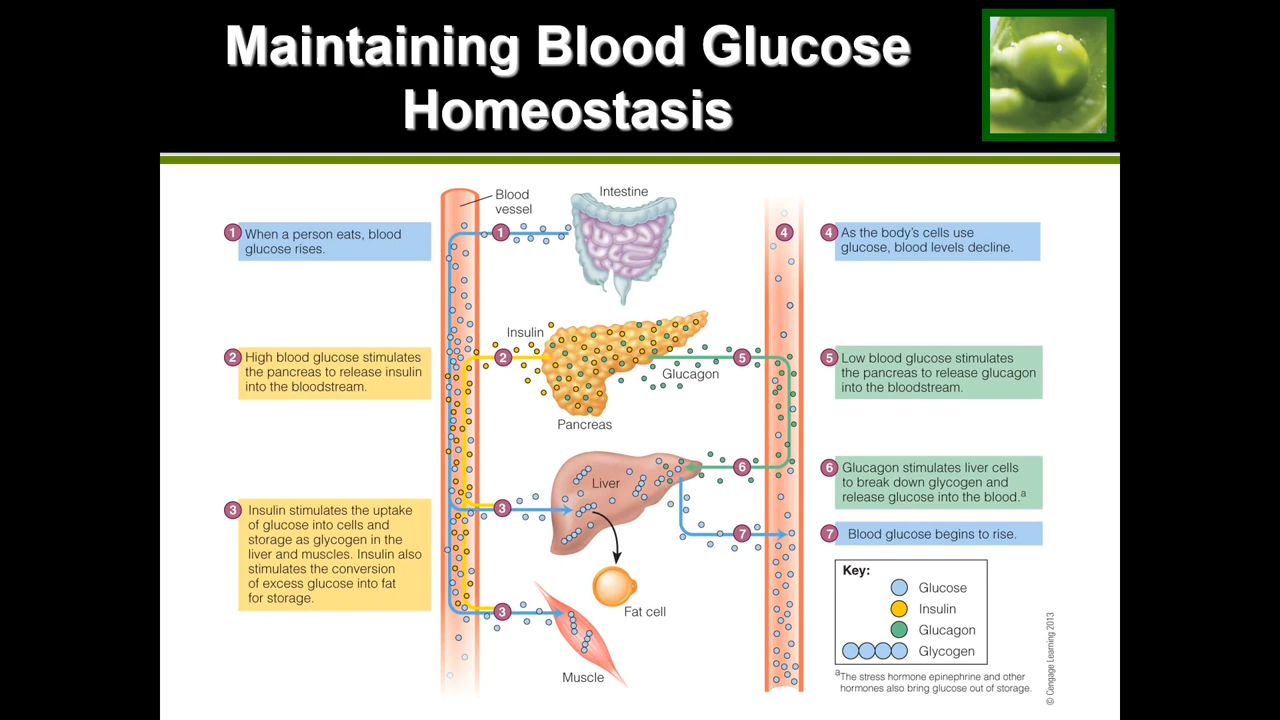 Maintaining Blood Glucose
Homeostasis
Blood
vessel
Intestine
1
When a person eats, blood
glucose rises.
1
4
4
As the body's cells use
glucose, blood levels decline.
Insulin
2
High blood glucose stimulates
the pancreas to release insulin
into the bloodstream.
2
Glucagon
5
5
Low blood glucose stimulates
the pancreas to release glucagon
into the bloodstream.
Pancreas
Liver
6
6
Glucagon stimulates liver cells
to break down glycogen and
release glucose into the blood.a
3
Insulin stimulates the uptake
of glucose into cells and
storage as glycogen in the
liver and muscles. Insulin also
stimulates the conversion
of excess glucose into fat
for storage.
3
7
7
Blood glucose begins to rise.
Fat cell
3
Muscle
Key:
Glucose
Insulin
Glucagon
Glycogen
aThe stress hormone epinephrine and other
hormones also bring glucose out of storage.
© Cengage Learning 2013